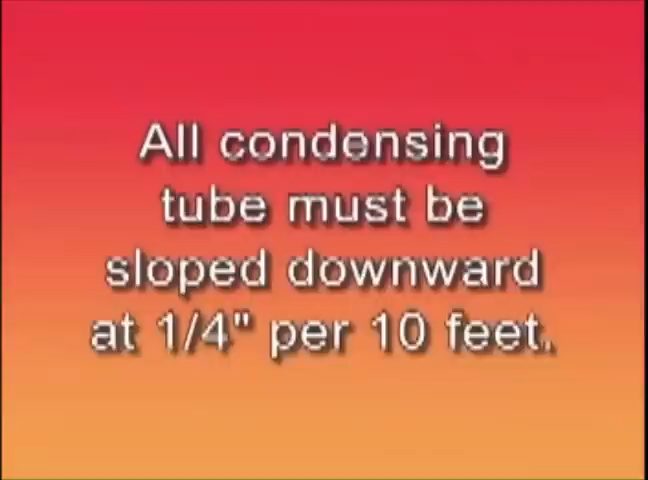 All condensing
tube must be
sloped downward
at 1/4" per 10 feet.